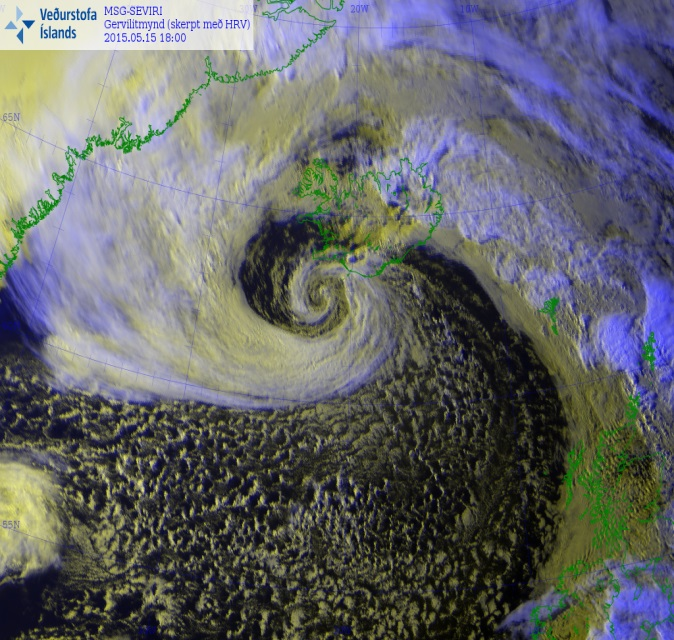 Veðurstofa
Íslands
MSG-SEVIRI
Gervilitmynd (skerpt með HRV)
2015.05.15 18:00
20W
65N
55N